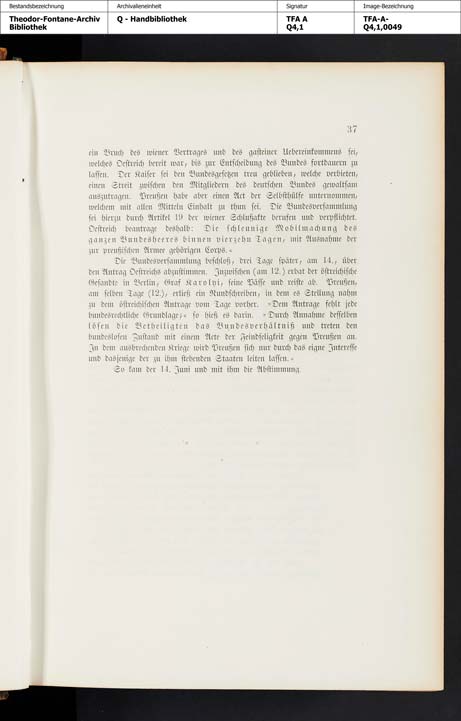 Bestandsbezeichnung
Archivalieneinheit
Signatur
Image-Bezeichnung
Theodor-Fontane-Archiv
Bibliothek
Q - Handbibliothek
TFA A
Q4,1
TFA-A-
Q4,1,0049
37
ein Bruch des wiener Vertrages und des gasteiner Uebereinkommens sei,
welches Oestreich bereit war, bis zur Entscheidung des Bundes fortdauern zu
lassen. Der Kaiser sei den Bundesgesetzen treu geblieben, welche verbieten,
einen Streit zwischen den Mitgliedern des deutschen Bundes gewaltsam
auszutragen. Preußen habe aber einen Act der Selbsthülfe unternommen,
welchem mit allen Mitteln Einhalt zu thun sei. Die Bundesversammlung
sei hierzu durch Artikel 19 der wiener Schlußakte berufen und verpflichtet.
Oestreich beantrage deshalb: Die schleunige Mobilmachung des
ganzen Bundesheeres binnen vierzehn Tagen, mit Ausnahme der
zur preußischen Armee gehörigen Corps.«
Die Bundesversammlung beschloß, drei Tage später, am 14., über
den Antrag Oestreichs abzustimmen. Inzwischen (am 12.) erbat der östreichische
Gesandte in Berlin, Graf Karolyi, seine Pässe und reiste ab. Preußen,
am selben Tage (12.), erließ ein Rundschreiben, in dem es Stellung nahm
zu dem östreichischen Antrage vom Tage vorher. »Dem Antrage fehlt jede
bundesrechtliche Grundlage,« so hieß es darin. »Durch Annahme desselben
lösen die Betheiligten das Bundesverhältniß und treten den
bundeslosen Zustand mit einem Acte der Feindseligkeit gegen Preußen an.
In dem ausbrechenden Kriege wird Preußen sich nur durch das eigne Interesse
und dasjenige der zu ihm stehenden Staaten leiten lassen.«
So kam der 14. Juni und mit ihm die Abstimmung.